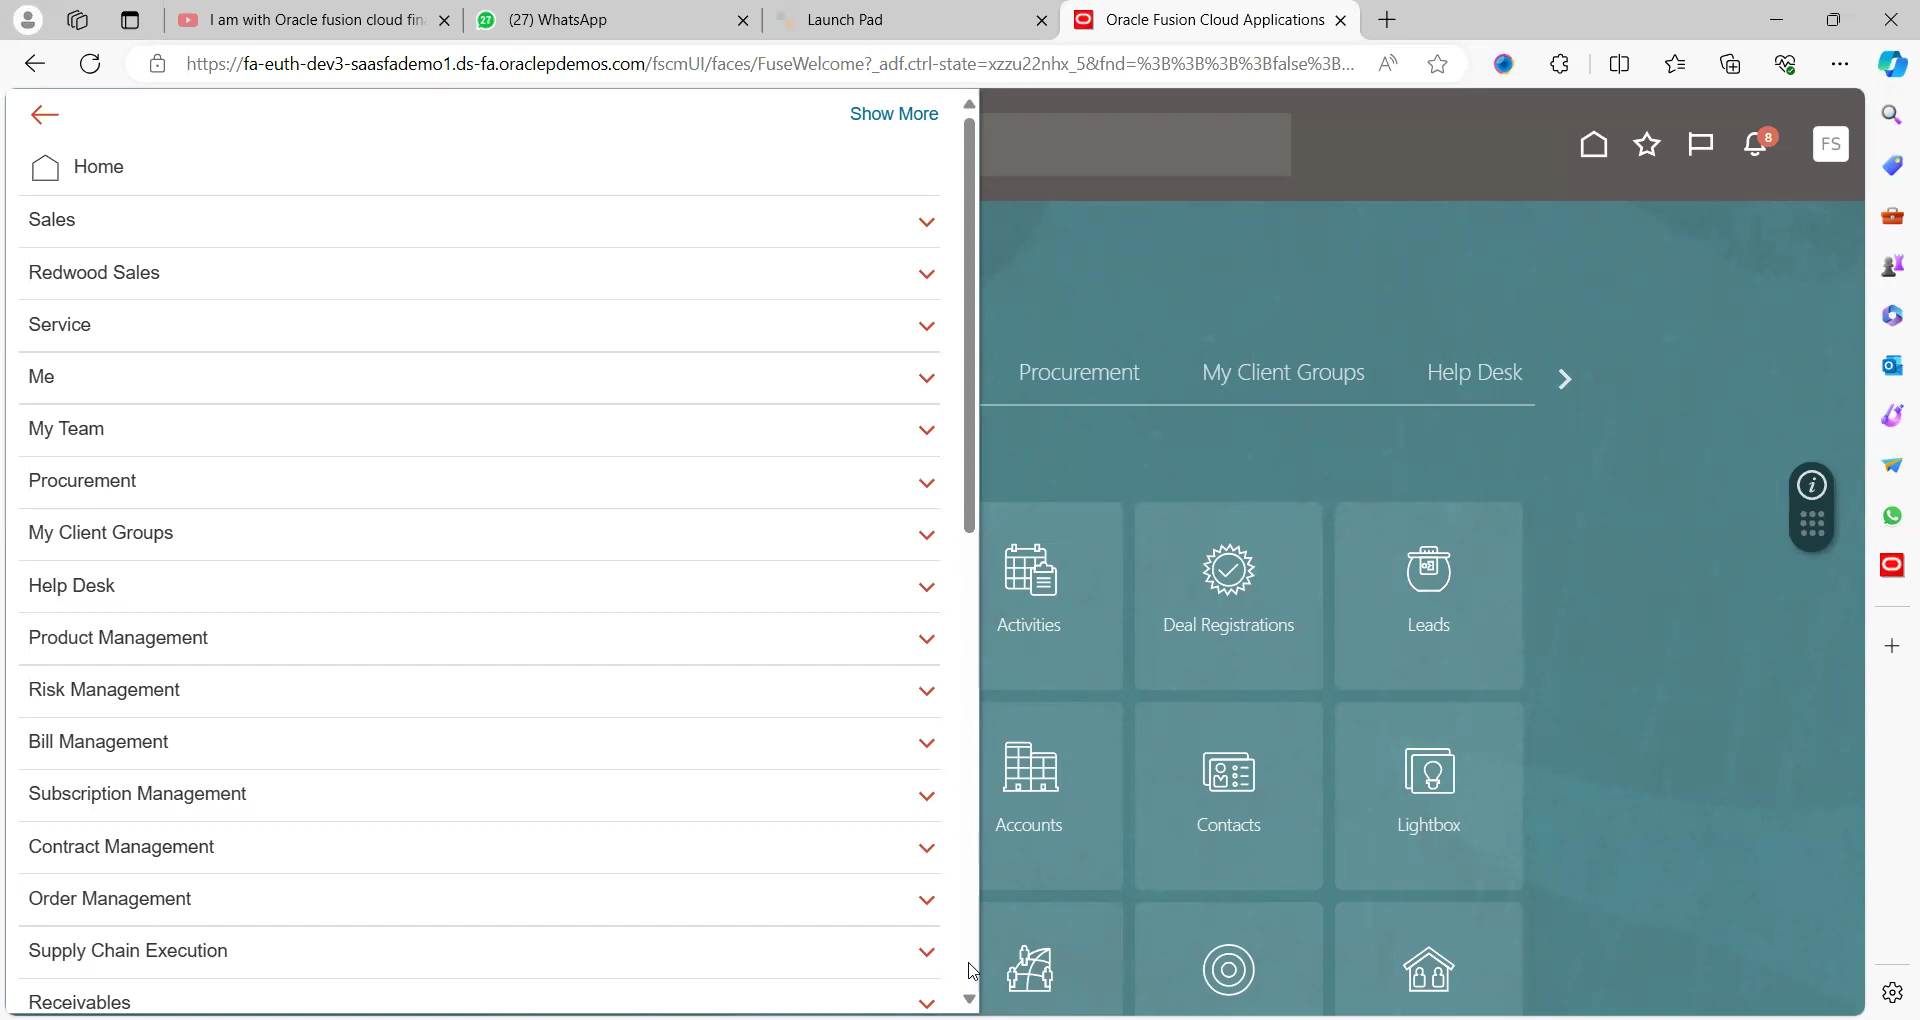 I am with Oracle fusion cloud fin
27
(27) WhatsApp
Launch Pad
Oracle Fusion Cloud Applications
https://fa-euth-dev3-saasfademo1.ds-fa.oraclepdemos.com/fscmUI/faces/FuseWelcome?_adf.ctrl-state=xzzu22nhx_5&fnd=%3B%3B%3B%3Bfalse%3B...
Show More
Home
Sales
Redwood Sales
Service
Me
My Team
Procurement
My Client Groups
Help Desk
Product Management
Risk Management
Bill Management
Subscription Management
Contract Management
Order Management
Supply Chain Execution
Receivables
8
FS
Procurement
My Client Groups
Help Desk
Activities
Deal Registrations
Leads
Accounts
Contacts
Lightbox